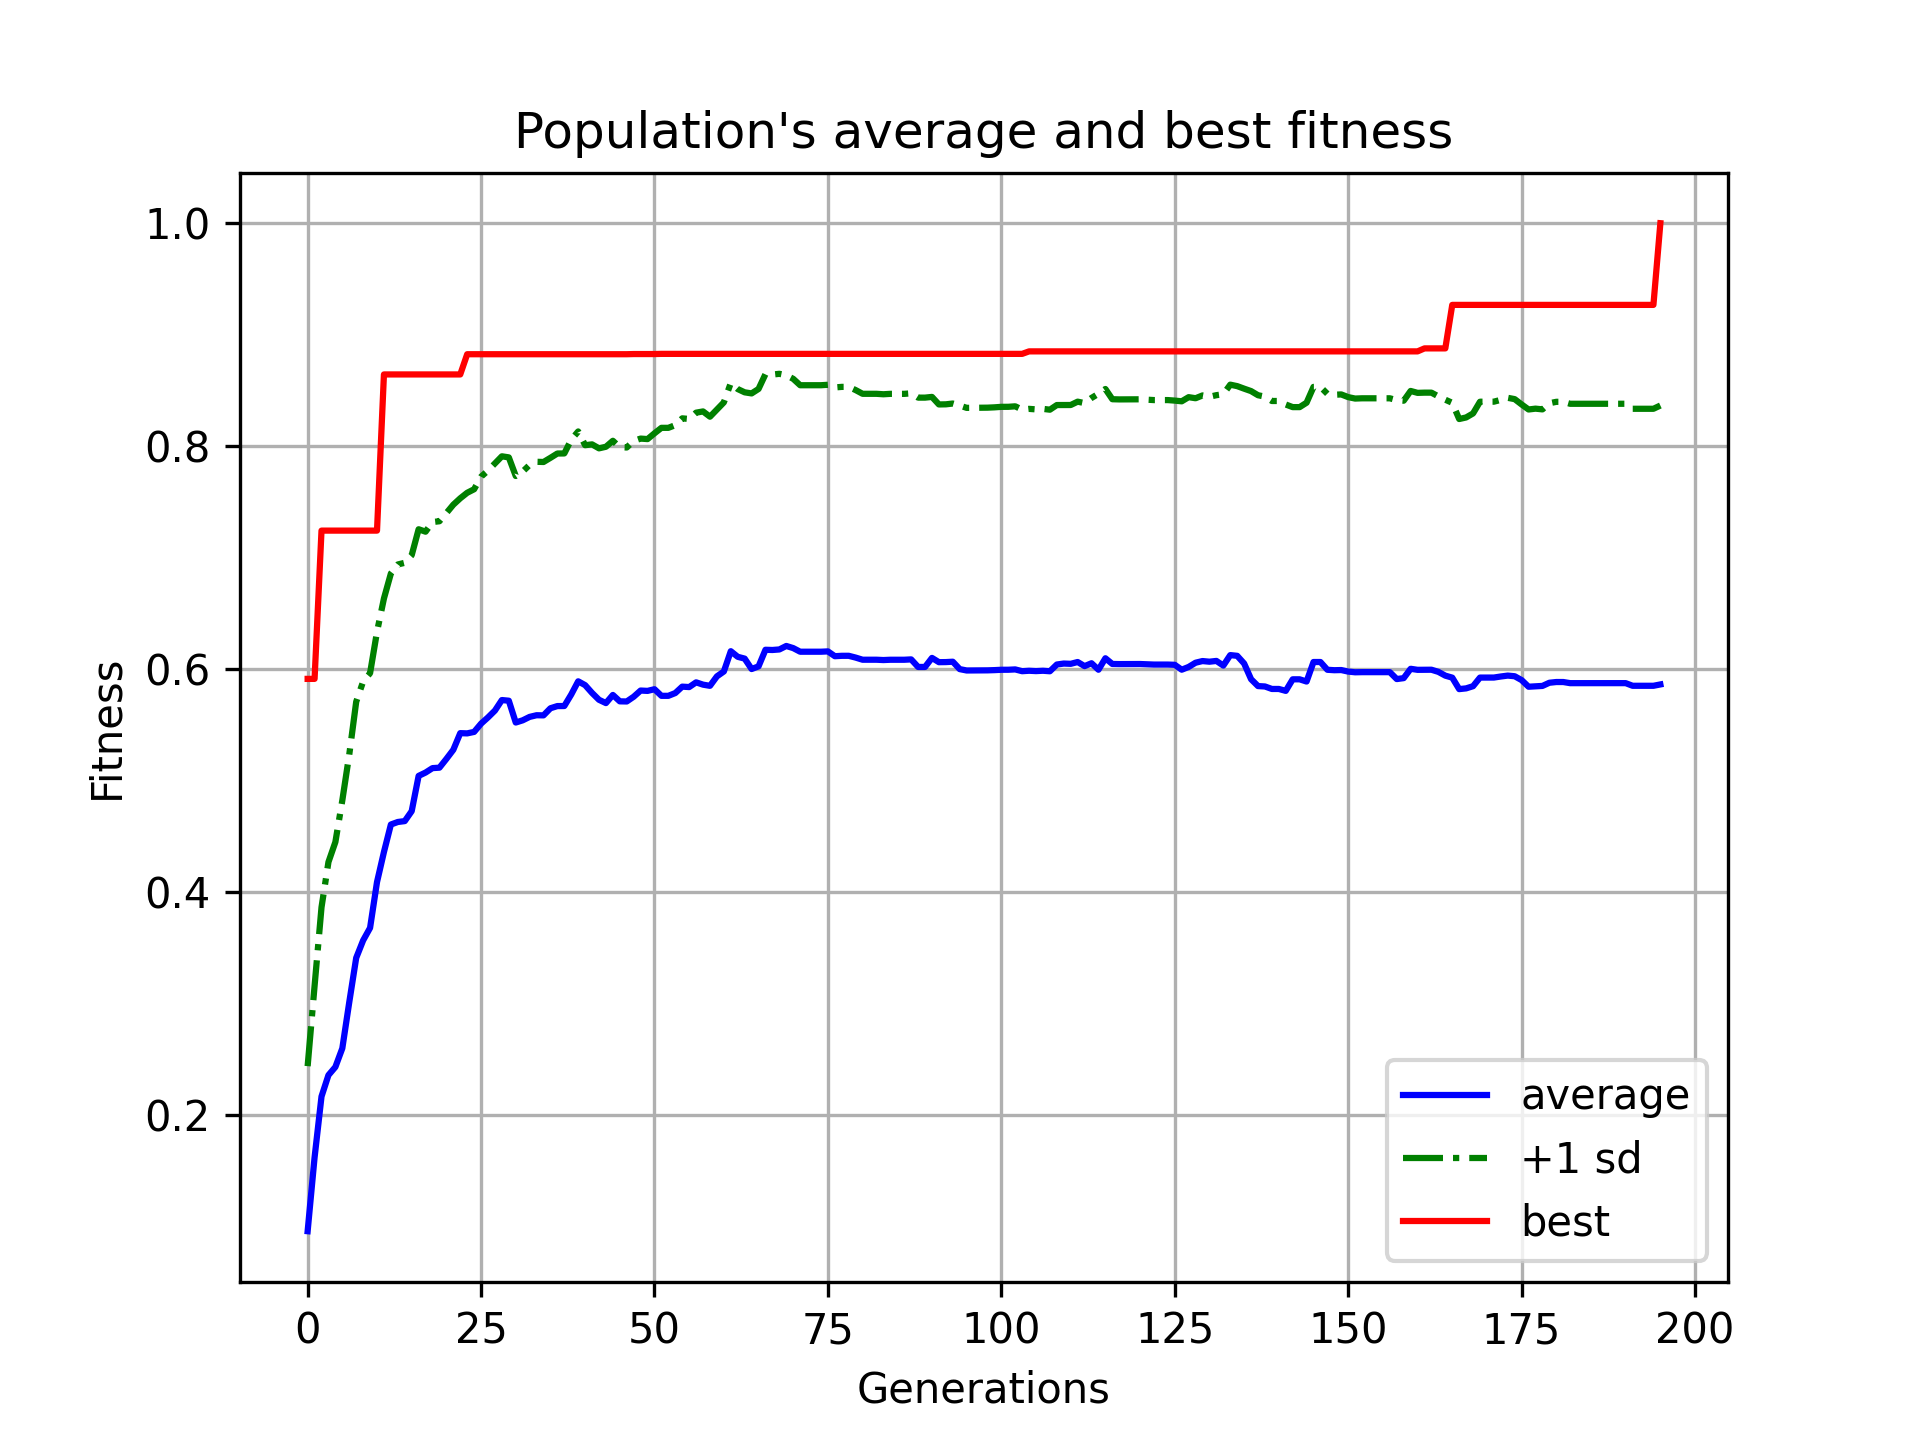 Population's average and best fitness
1.0
0.8
0.6
0.4
0.2
Fitness
average
+1 sd
best
0 25 50 75 100 125 150 175 200
Generations